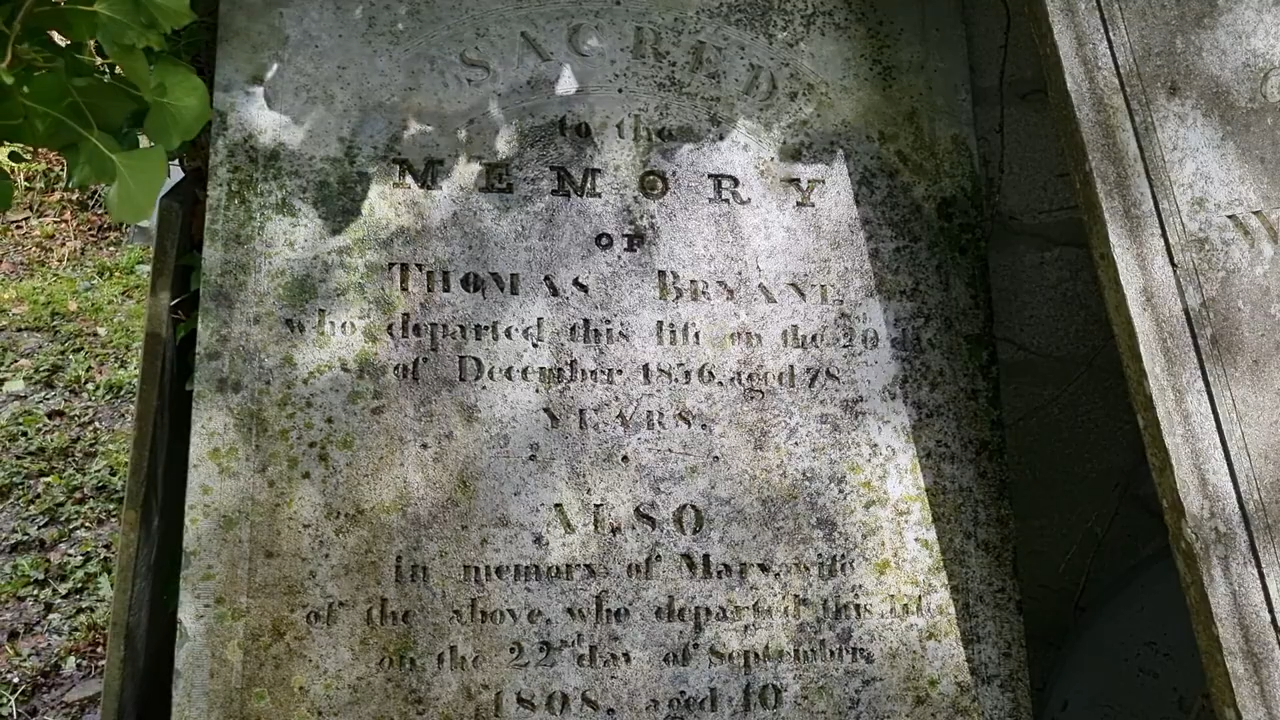 SACRED
to the
MEMORY
OF
THOMAS BRYANT,
who departed this life on the 20
of December 1836, aged 78
YEARS.
ALSO
in memory of Mary, wife
of the above, who departed this life
on the 22nd day of September,
1808, aged 40